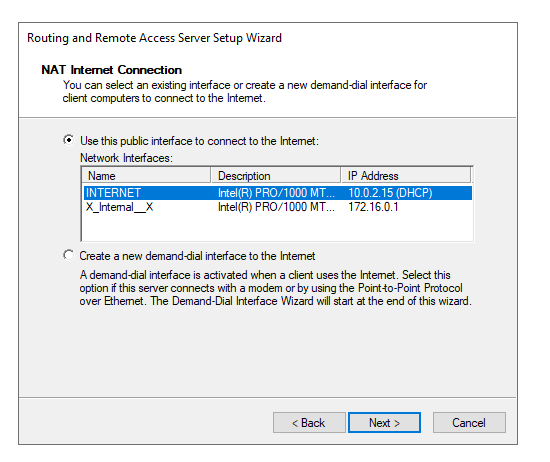 Routing and Remote Access Server Setup Wizard
NAT Internet Connection
You can select an existing interface or create a new demand-dial interface for
client computers to connect to the Internet.
Use this public interface to connect to the Internet:
Network Interfaces:
Name Description IP Address
INTERNET Intel(R) PRO/1000 MT... 10.0.2.15 (DHCP)
X_Internal__X Intel(R) PRO/1000 MT... 172.16.0.1
Create a new demand-dial interface to the Internet
A demand-dial interface is activated when a client uses the Internet. Select this
option if this server connects with a modem or by using the Point-to-Point Protocol
over Ethernet. The Demand-Dial Interface Wizard will start at the end of this wizard.
< Back Next > Cancel